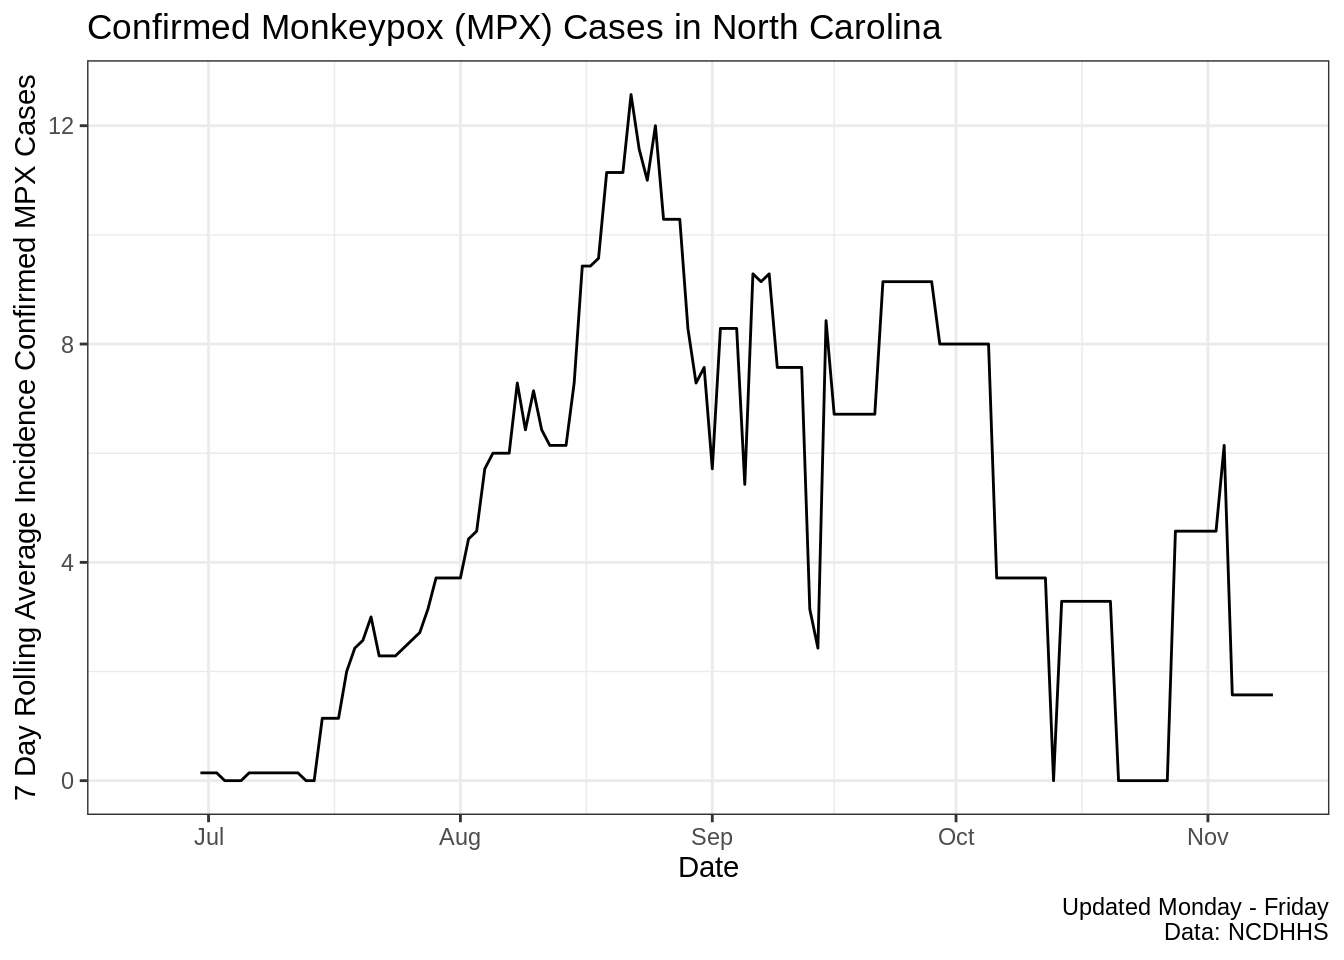 Confirmed Monkeypox (MPX) Cases in North Carolina
7 Day Rolling Average Incidence Confirmed MPX Cases
12
8
4
0
Jul Aug Sep Oct Nov
Date
Updated Monday - Friday
Data: NCDHHS